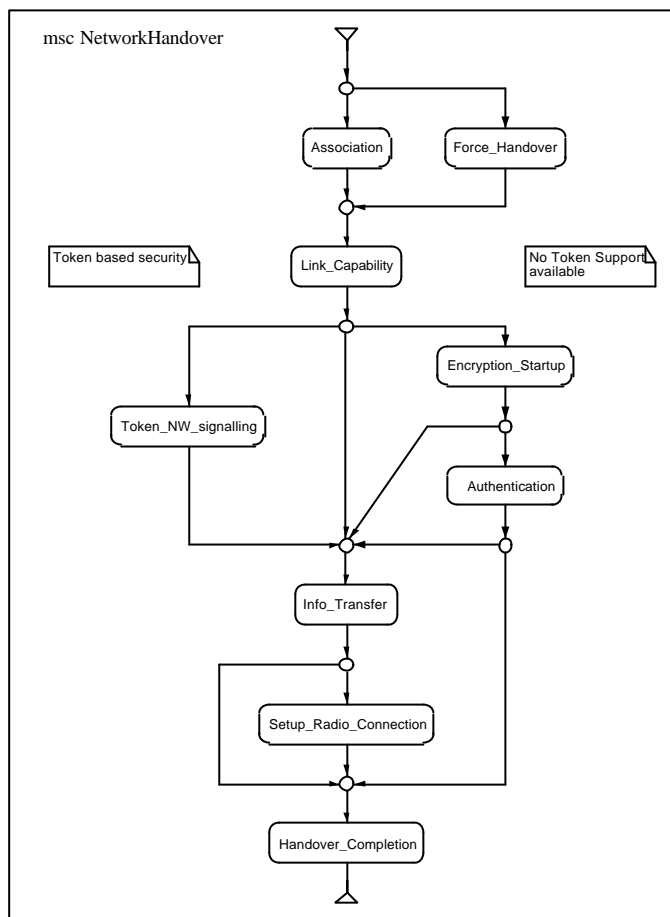 msc NetworkHandover
Association
Force_Handover
Token based security
Link_Capability
No Token Support
available
Encryption_Startup
Token_NW_signalling
Authentication
Info_Transfer
Setup_Radio_Connection
Handover_Completion